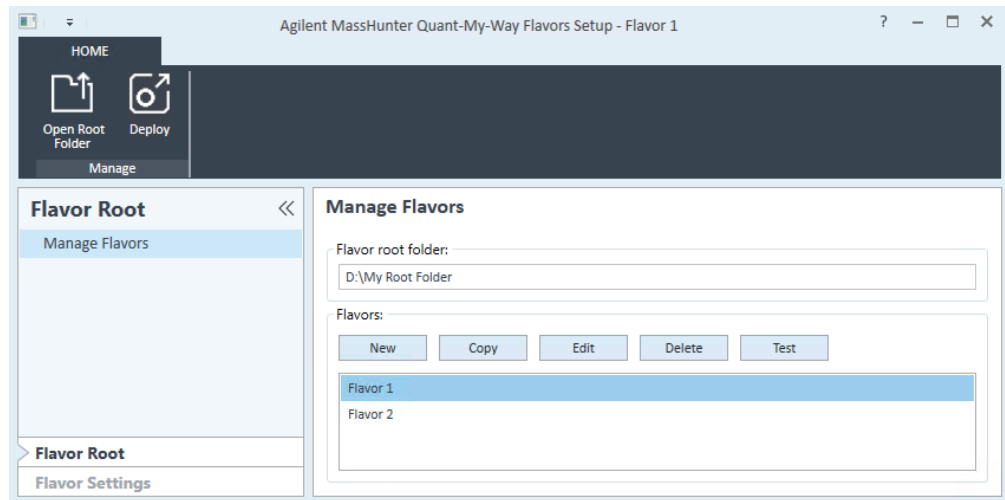 Agilent MassHunter Quant-My-Way Flavors Setup - Flavor 1
?
HOME
Open Root
Folder
Deploy
Manage
Flavor Root
Manage Flavors
Flavor Root
Flavor Settings
Manage Flavors
Flavor root folder:
D:\My Root Folder
Flavors:
New Copy Edit Delete Test
Flavor 1
Flavor 2